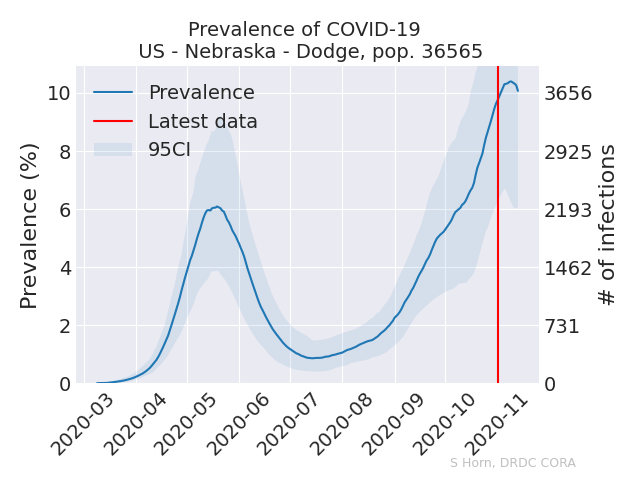 Prevalence of COVID-19
US - Nebraska - Dodge, pop. 36565
Prevalence
Latest data
95CI
Prevalence (%)
10
8
6
4
2
0
3656
2925
2193
1462
731
0
# of infections
2020-03
2020-04
2020-05
2020-06
2020-07
2020-08
2020-09
2020-10
2020-11
S Horn, DRDC CORA